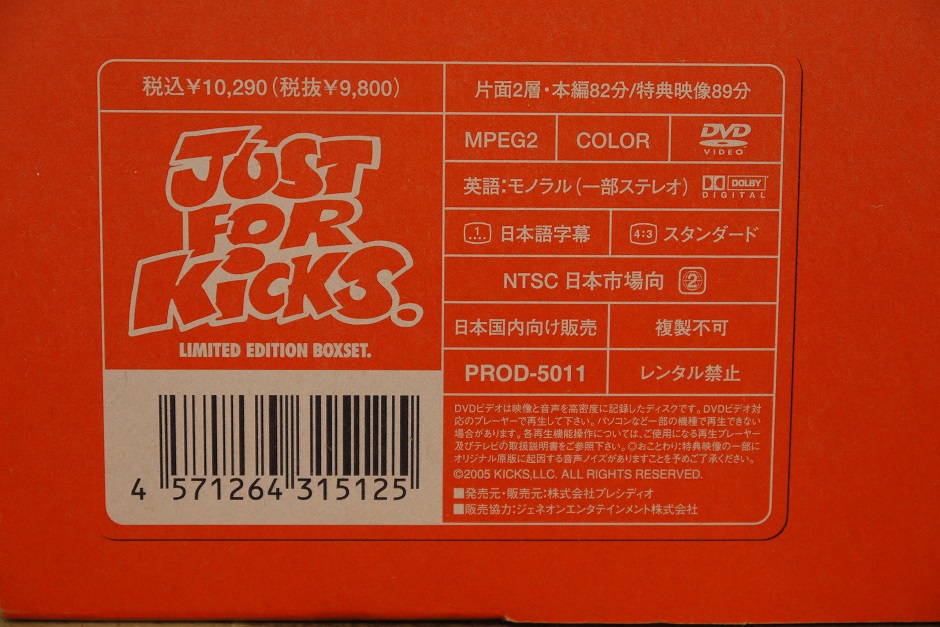 税込¥10,290(税抜¥9,800)
JUST
FOR
KICKS.
LIMITED EDITION BOXSET.
4 571264 315125
片面2層・本編82分/特典映像89分
MPEG2
COLOR
DVD
VIDEO
英語:モノラル(一部ステレオ)
DOLBY
DIGITAL
1
日本語字幕
4:3
スタンダード
NTSC 日本市場向
2
日本国内向け販売
複製不可
PROD-5011
レンタル禁止
DVDビデオは映像と音声を高密度に記録したディスクです。DVDビデオ対
応のプレーヤーで再生して下さい。パソコンなど一部の機種で再生できない
場合があります。各再生機能操作については、ご使用になる再生プレーヤー
及びテレビの取扱説明書をご参照下さい。◎おことわり:特典映像の一部に
オリジナル原版に起因する音声ノイズがありますことを予めご了承ください。
©2005 KICKS,LLC. ALL RIGHTS RESERVED.
■発売元・販売元:株式会社プレシディオ
■販売協力:ジェネオンエンタテインメント株式会社